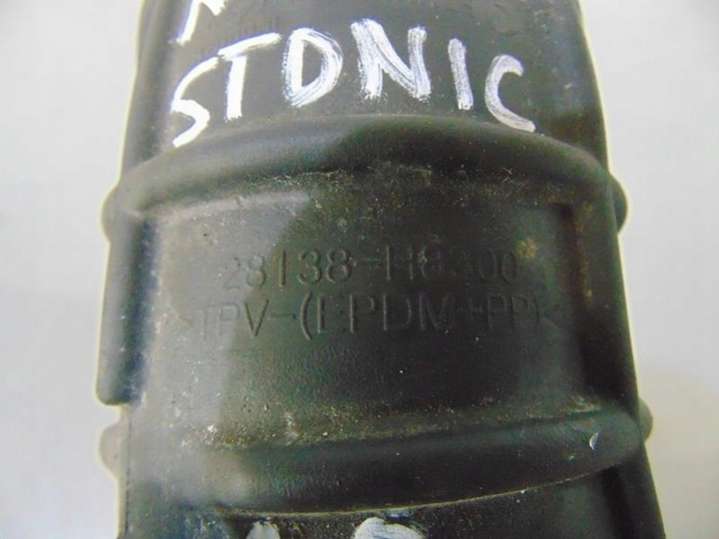 STONIC
28138-H8300
>TPV-(EPDM+PP)<